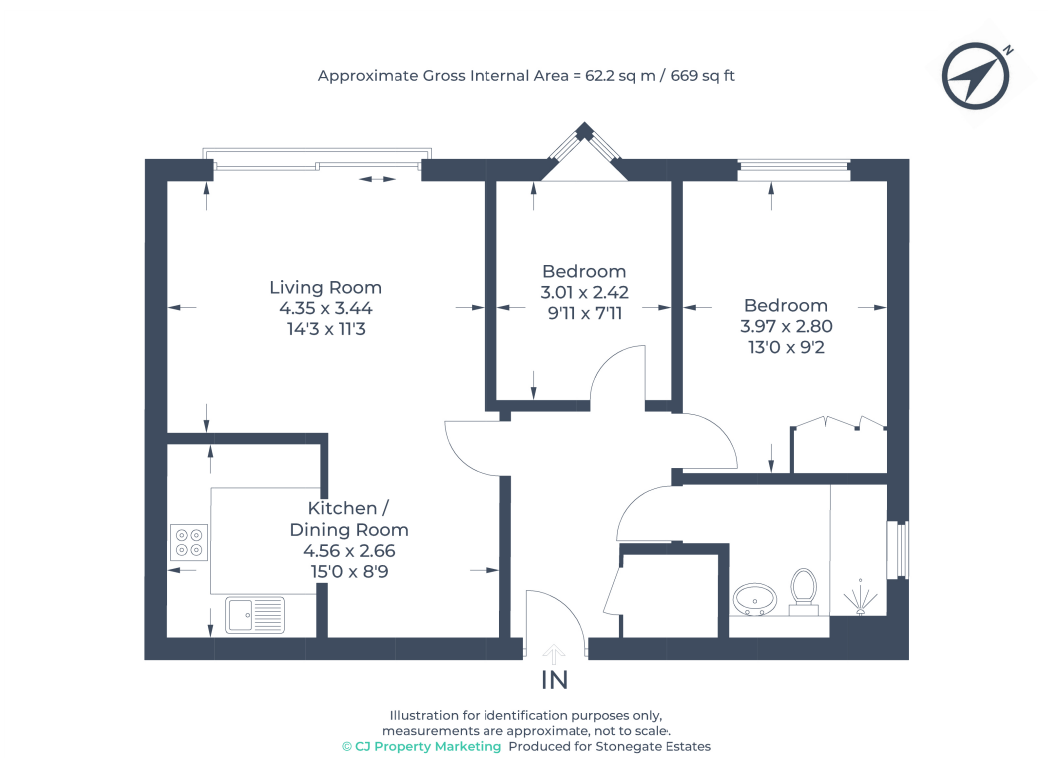 Approximate Gross Internal Area = 62.2 sq m / 669 sq ft
N
Living Room
4.35 x 3.44
14'3 x 11'3
Bedroom
3.01 x 2.42
9'11 x 7'11
Bedroom
3.97 x 2.80
13'0 x 9'2
Kitchen /
Dining Room
4.56 x 2.66
15'0 x 8'9
IN
Illustration for identification purposes only,
measurements are approximate, not to scale.
© CJ Property Marketing Produced for Stonegate Estates